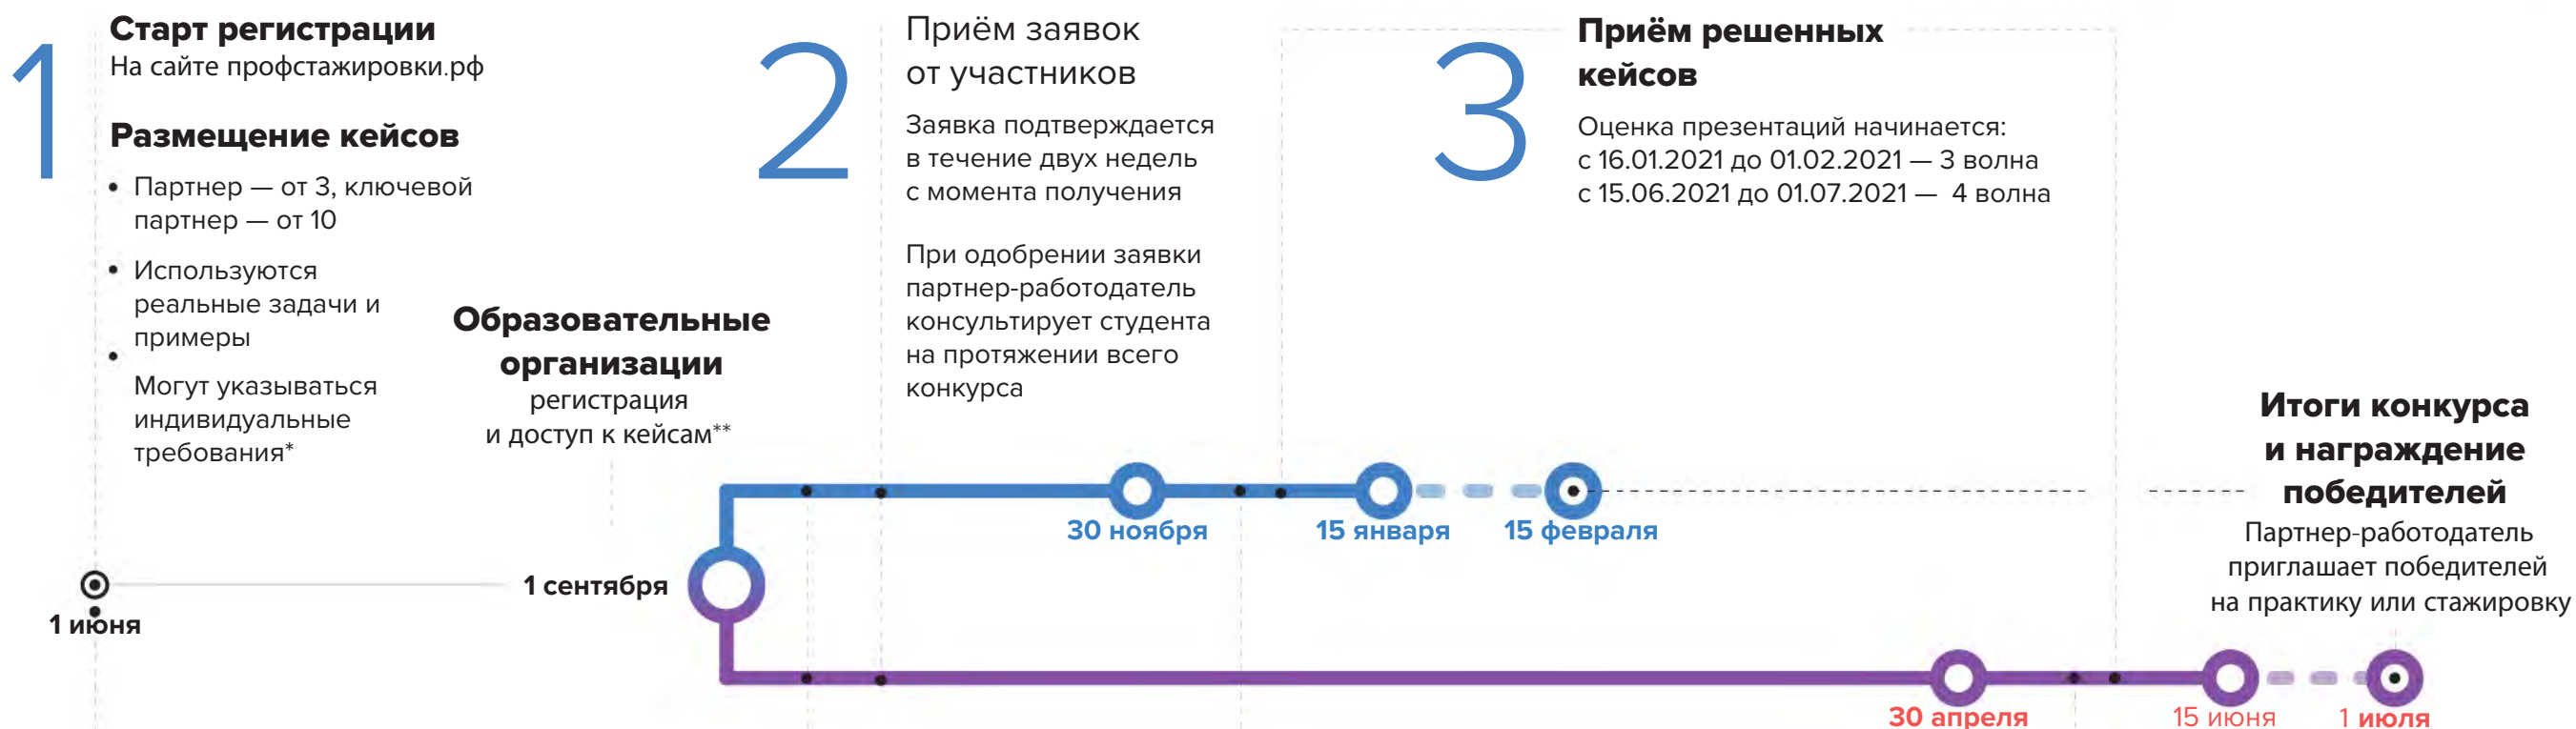 1
Старт регистрации
На сайте профстажировки.рф
Размещение кейсов
• Партнер — от 3, ключевой
партнер — от 10
• Используются
реальные задачи и
примеры
•
Могут указываться
индивидуальные
требования*
Образовательные
организации
регистрация
и доступ к кейсам**
2
Приём заявок
от участников
Заявка подтверждается
в течение двух недель
с момента получения
При одобрении заявки
партнер-работодатель
консультирует студента
на протяжении всего
конкурса
3
Приём решенных
кейсов
Оценка презентаций начинается:
с 16.01.2021 до 01.02.2021 — 3 волна
с 15.06.2021 до 01.07.2021 — 4 волна
Итоги конкурса
и награждение
победителей
Партнер-работодатель
приглашает победителей
на практику или стажировку
30 ноября
15 января
15 февраля
1 сентября
1 июня
30 апреля
15 июня
1 июля